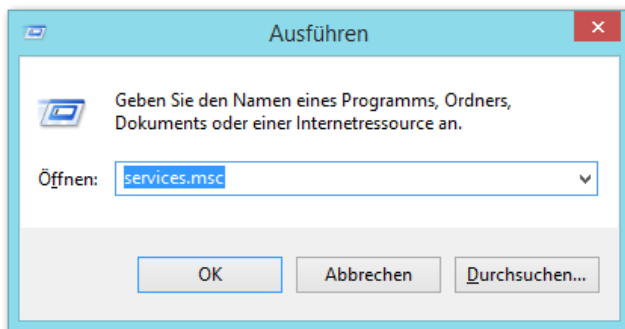 Ausführen
Geben Sie den Namen eines Programms, Ordners,
Dokuments oder einer Internetressource an.
Öffnen: services.msc
OK Abbrechen Durchsuchen...